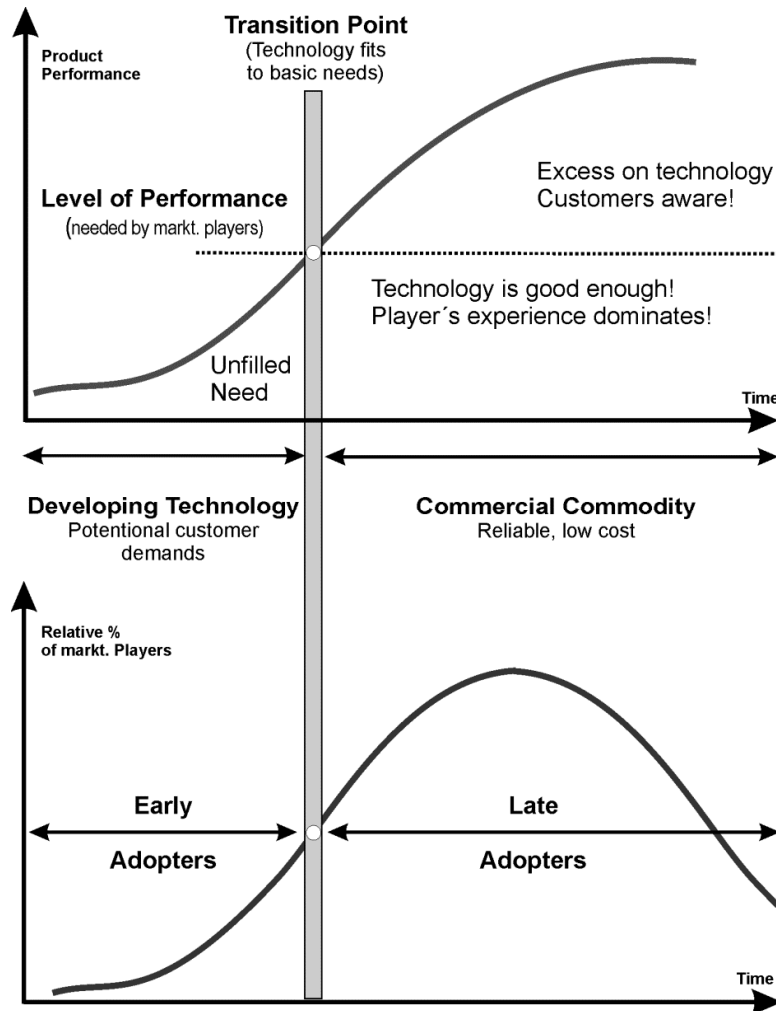 Transition Point
(Technology fits
to basic needs)
Product
Performance
Excess on technology
Customers aware!
Level of Performance
(needed by markt. players)
Technology is good enough!
Player´s experience dominates!
Unfilled
Need
Time
Developing Technology
Potentional customer
demands
Commercial Commodity
Reliable, low cost
Relative %
of markt. Players
Early
Adopters
Late
Adopters
Time